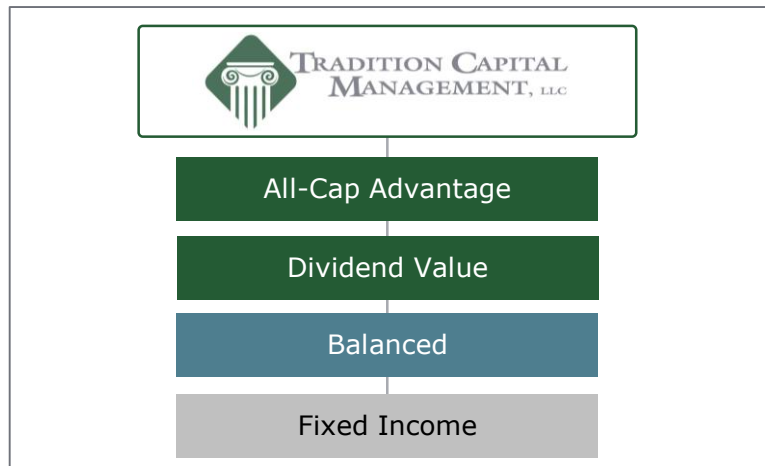 TRADITION CAPITAL
MANAGEMENT, LLC
All-Cap Advantage
Dividend Value
Balanced
Fixed Income